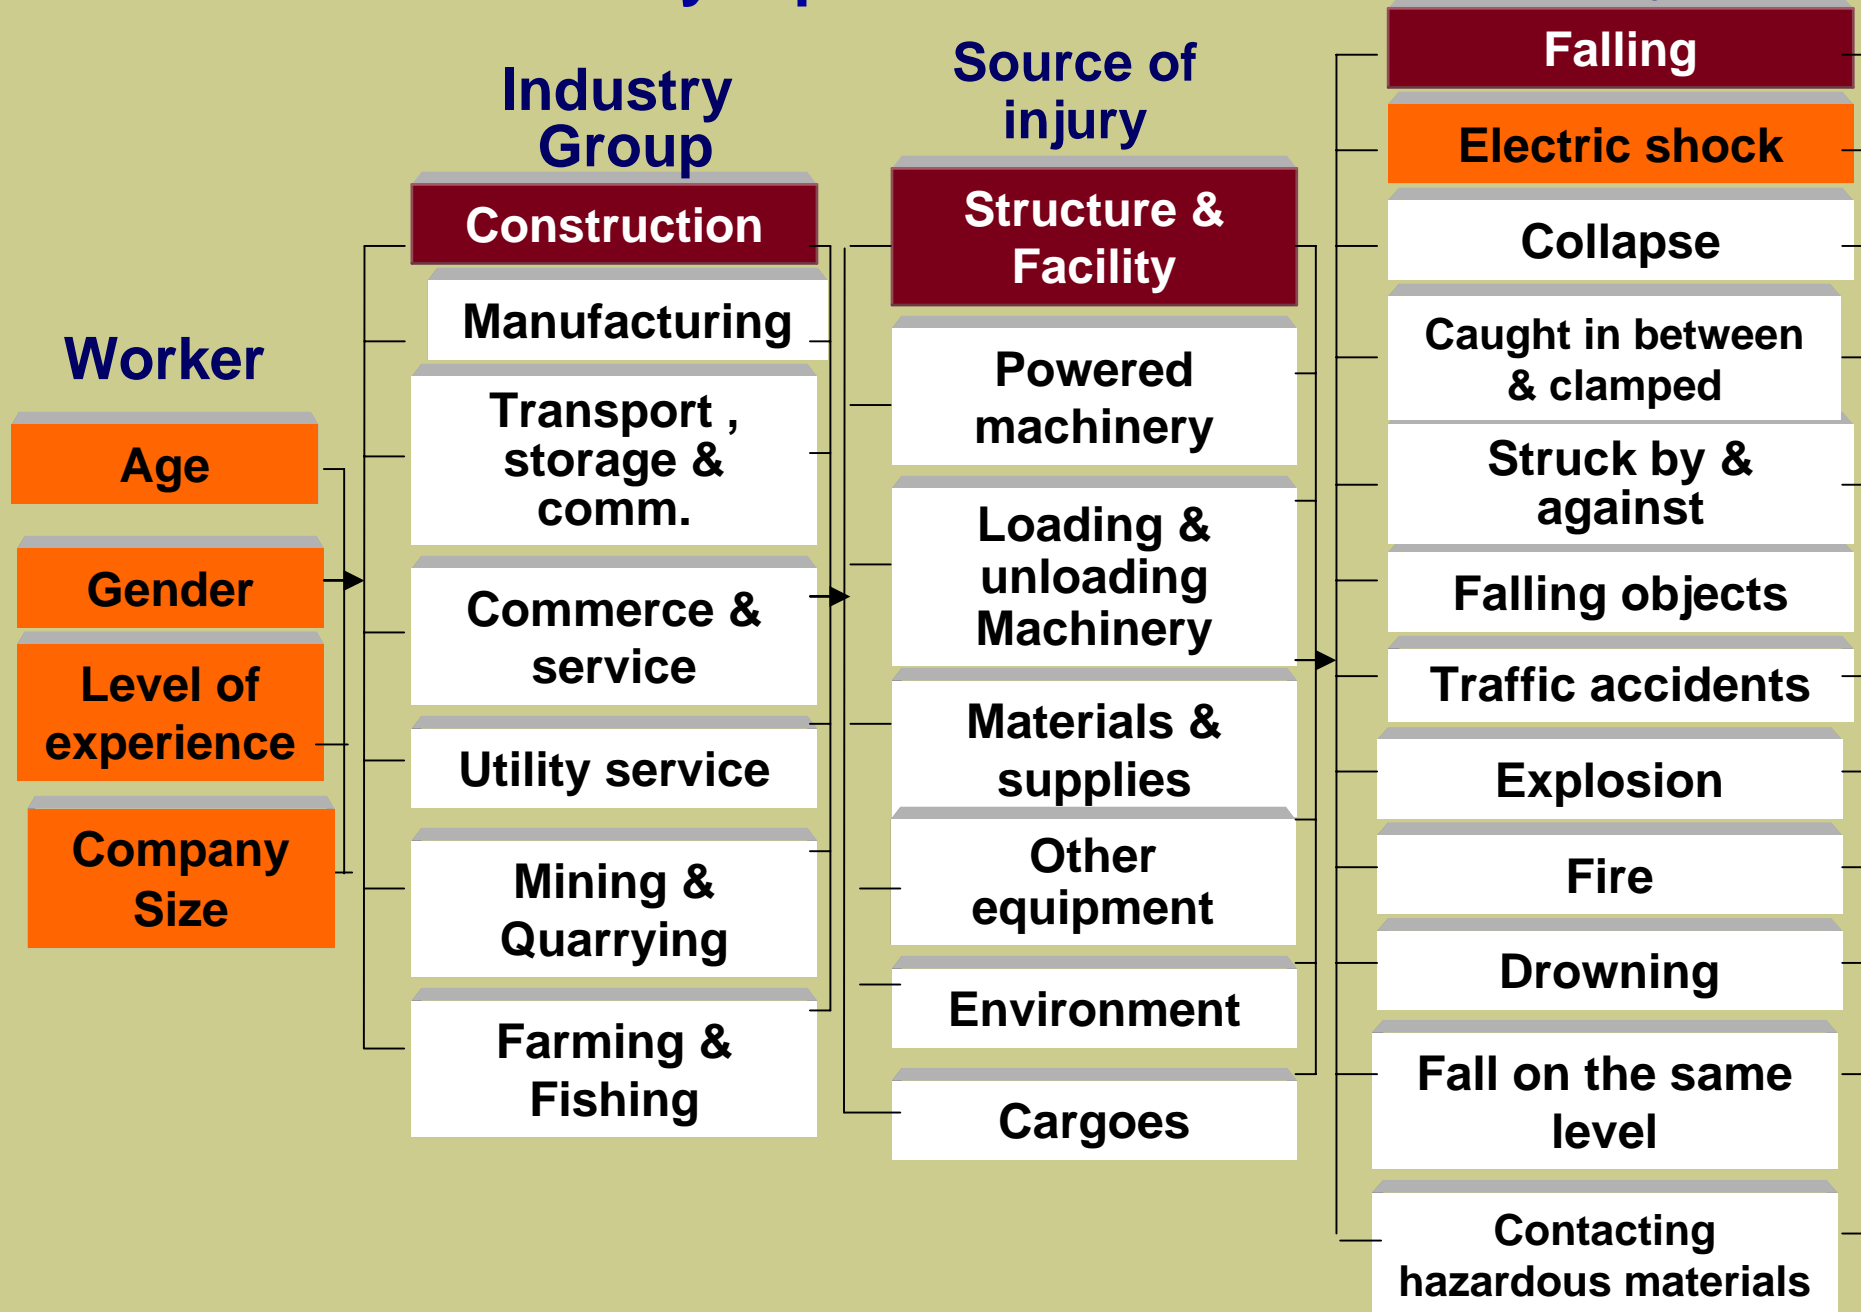 Worker
Age
Gender
Level of
experience
Company
Size
Industry
Group
Construction
Manufacturing
Transport ,
storage &
comm.
Commerce &
service
Utility service
Mining &
Quarrying
Farming &
Fishing
Source of
injury
Structure &
Facility
Powered
machinery
Loading &
unloading
Machinery
Materials &
supplies
Other
equipment
Environment
Cargoes
Falling
Electric shock
Collapse
Caught in between
& clamped
Struck by &
against
Falling objects
Traffic accidents
Explosion
Fire
Drowning
Fall on the same
level
Contacting
hazardous materials